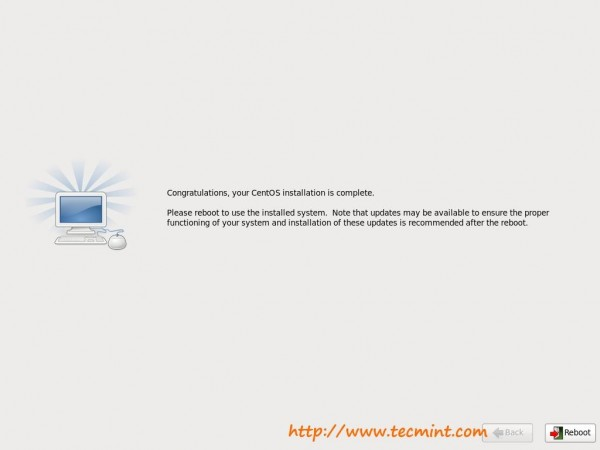 Congratulations, your CentOS installation is complete.
Please reboot to use the installed system.  Note that updates may be available to ensure the proper
functioning of your system and installation of these updates is recommended after the reboot.
http://www.tecmint.com
Back
Reboot